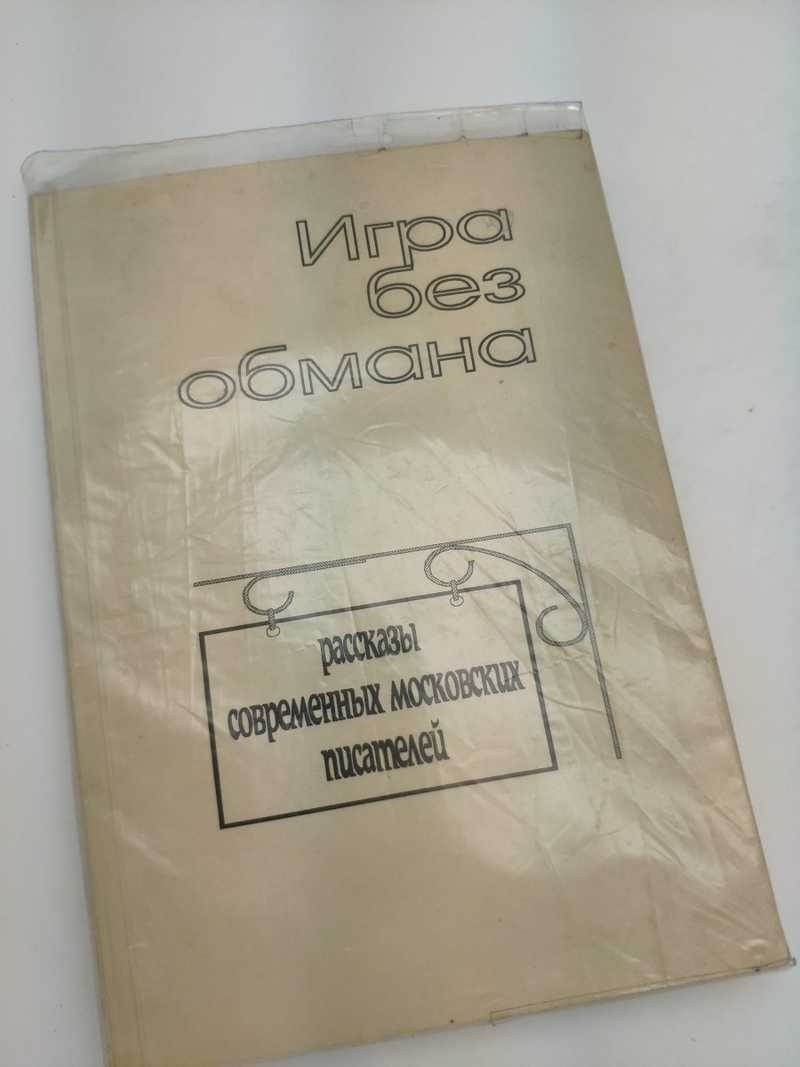 Игра
без
обмана
рассказы
современных московских
писателей